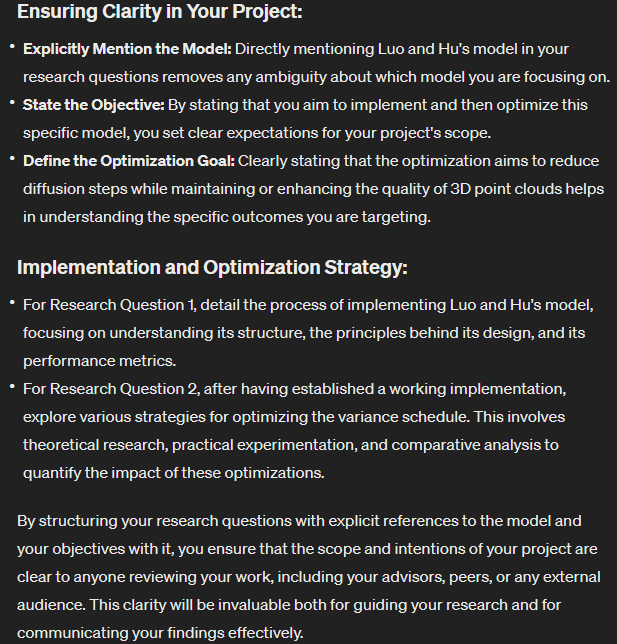 Ensuring Clarity in Your Project:
• Explicitly Mention the Model: Directly mentioning Luo and Hu's model in your
research questions removes any ambiguity about which model you are focusing on.
• State the Objective: By stating that you aim to implement and then optimize this
specific model, you set clear expectations for your project's scope.
• Define the Optimization Goal: Clearly stating that the optimization aims to reduce
diffusion steps while maintaining or enhancing the quality of 3D point clouds helps
in understanding the specific outcomes you are targeting.
Implementation and Optimization Strategy:
• For Research Question 1, detail the process of implementing Luo and Hu's model,
focusing on understanding its structure, the principles behind its design, and its
performance metrics.
• For Research Question 2, after having established a working implementation,
explore various strategies for optimizing the variance schedule. This involves
theoretical research, practical experimentation, and comparative analysis to
quantify the impact of these optimizations.
By structuring your research questions with explicit references to the model and
your objectives with it, you ensure that the scope and intentions of your project are
clear to anyone reviewing your work, including your advisors, peers, or any external
audience. This clarity will be invaluable both for guiding your research and for
communicating your findings effectively.